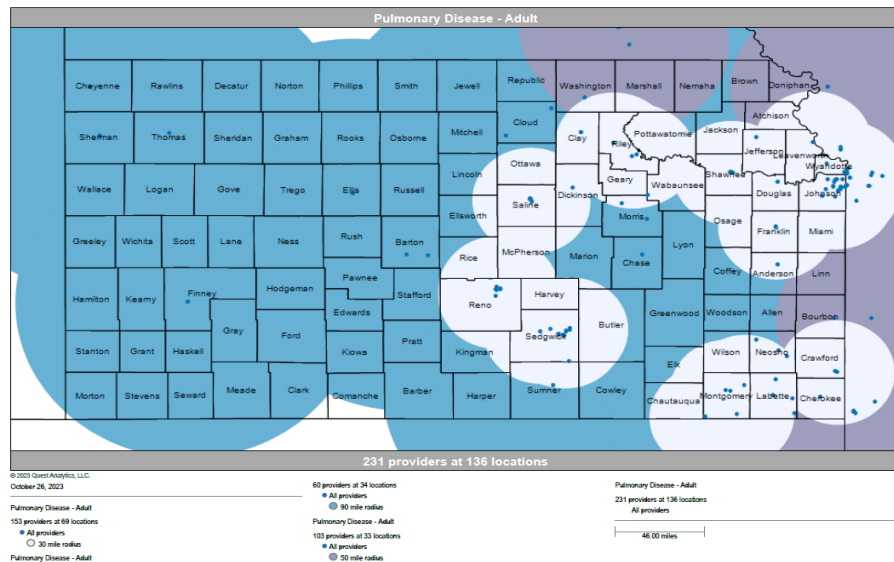 Pulmonary Disease - Adult
Cheyenne Rawlins Decatur Norton Phillips Smith Jewell Republic Washington Marshall Nemaha Brown Doniphan
Sherman Thomas Sheridan Graham Rooks Osborne Mitchell Cloud Clay Riley Pottawatomie Jackson Atchison Jefferson Leavenworth Wyandotte
Ottawa Lincoln Geary Wabaunsee Shawnee Douglas Johnson
Wallace Logan Gove Trego Ellis Russell Ellsworth Saline Dickinson Morris Osage Franklin Miami
Greeley Wichita Scott Lane Ness Rush Barton Rice McPherson Marion Chase Lyon Coffey Anderson Linn
Hamilton Kearny Finney Hodgeman Pawnee Edwards Stafford Reno Harvey Butler Greenwood Woodson Allen Bourbon
Gray Ford Sedgwick
Stanton Grant Haskell Kiowa Pratt Kingman Elk Wilson Neosho Crawford
Morton Stevens Seward Meade Clark Comanche Barber Harper Sumner Cowley Chautauqua Montgomery Labette Cherokee
231 providers at 136 locations
© 2023 Quest Analytics, LLC.
October 26, 2023
Pulmonary Disease - Adult
153 providers at 69 locations
All providers
30 mile radius
Pulmonary Disease - Adult
60 providers at 34 locations
All providers
90 mile radius
Pulmonary Disease - Adult
103 providers at 33 locations
All providers
50 mile radius
Pulmonary Disease - Adult
231 providers at 136 locations
All providers
46.00 miles